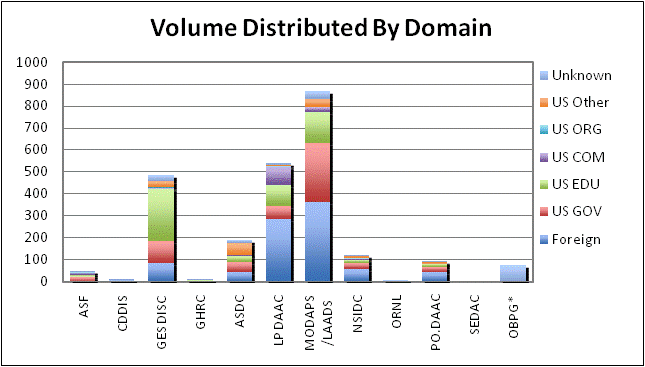 Volume Distributed By Domain
1000
900
800
700
600
500
400
300
200
100
0
ASF
CDDIS
GES DISC
GHRC
ASDC
LP DAAC
MODAPS
/LAADS
NSIDC
ORNL
PO.DAAC
SEDAC
OBPG*
Unknown
US Other
US ORG
US COM
US EDU
US GOV
Foreign